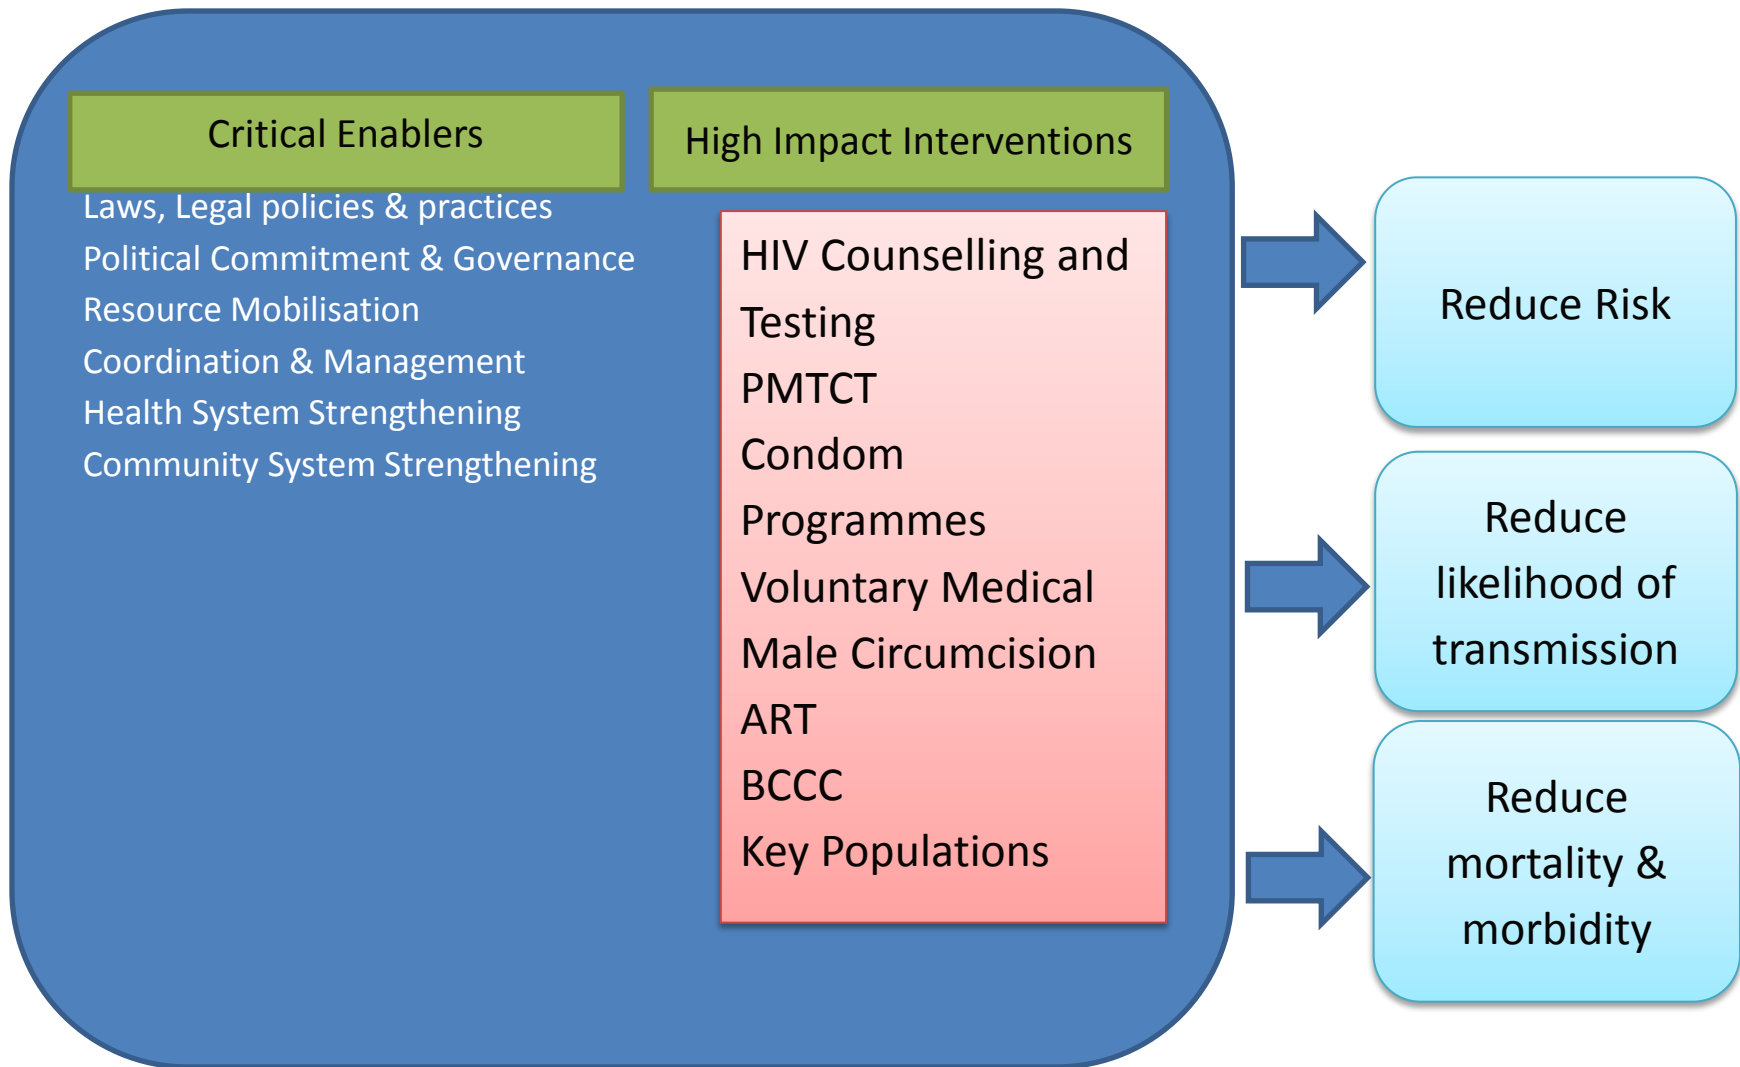 Critical Enablers
Laws, Legal policies & practices
Political Commitment & Governance
Resource Mobilisation
Coordination & Management
Health System Strengthening
Community System Strengthening
High Impact Interventions
HIV Counselling and
Testing
PMTCT
Condom
Programmes
Voluntary Medical
Male Circumcision
ART
BCCC
Key Populations
Reduce Risk
Reduce
likelihood of
transmission
Reduce
mortality &
morbidity